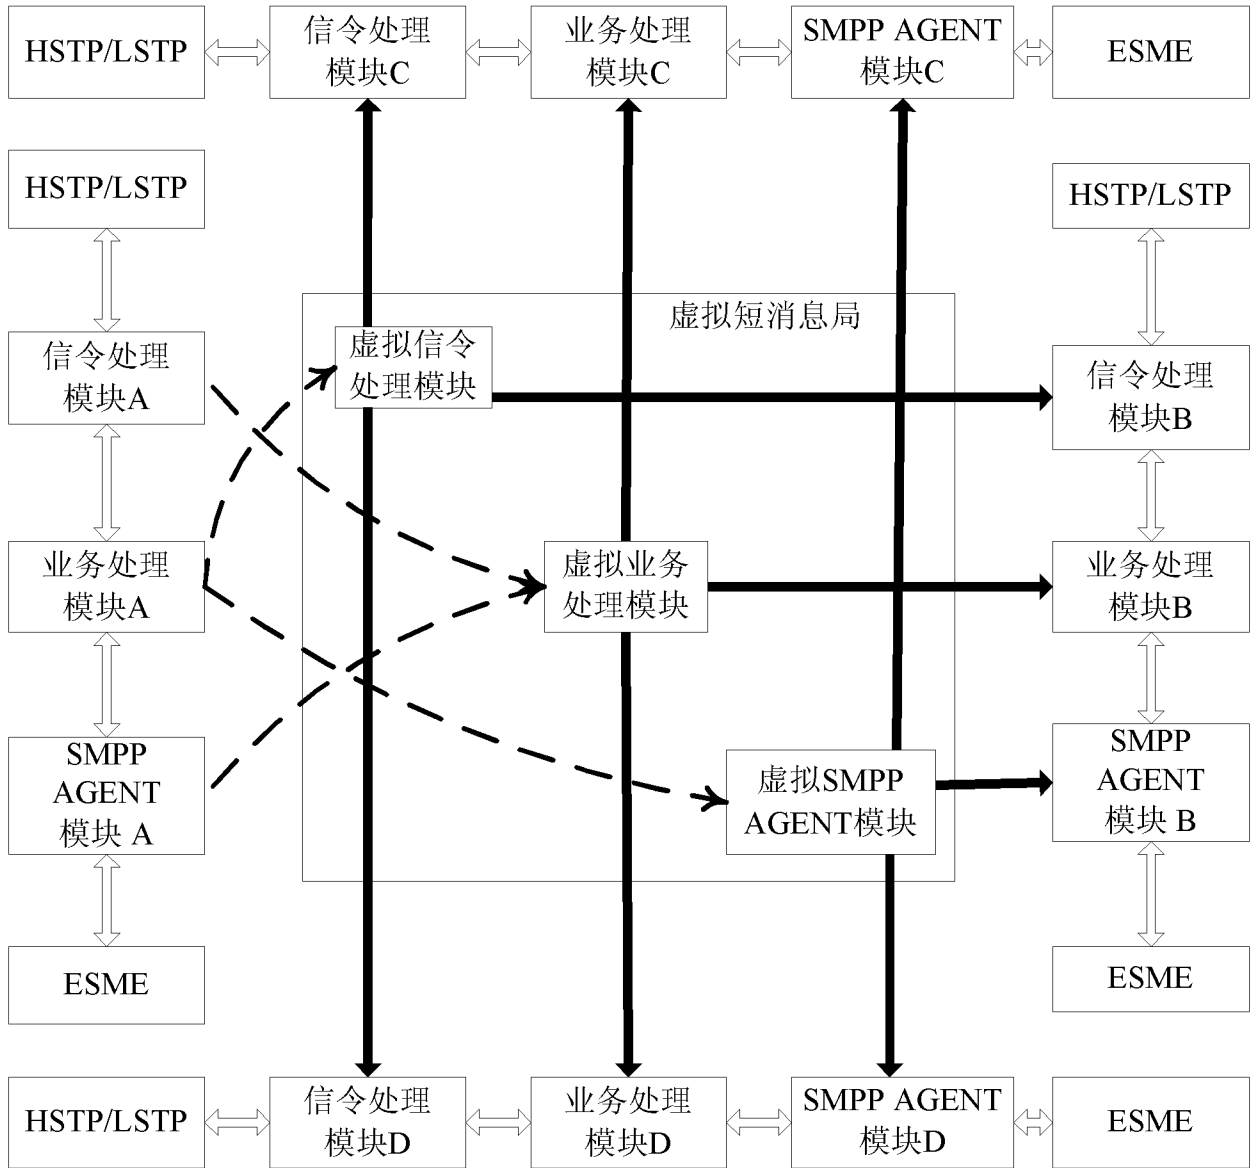 HSTP/LSTP
信令处理
模块C
业务处理
模块C
SMPP AGENT
模块C
ESME
HSTP/LSTP
HSTP/LSTP
虚拟短消息局
虚拟信令
处理模块
信令处理
模块A
信令处理
模块B
业务处理
模块A
虚拟业务
处理模块
业务处理
模块B
SMPP
AGENT
模块 A
虚拟SMPP
AGENT模块
SMPP
AGENT
模块 B
ESME
ESME
HSTP/LSTP
信令处理
模块D
业务处理
模块D
SMPP AGENT
模块D
ESME